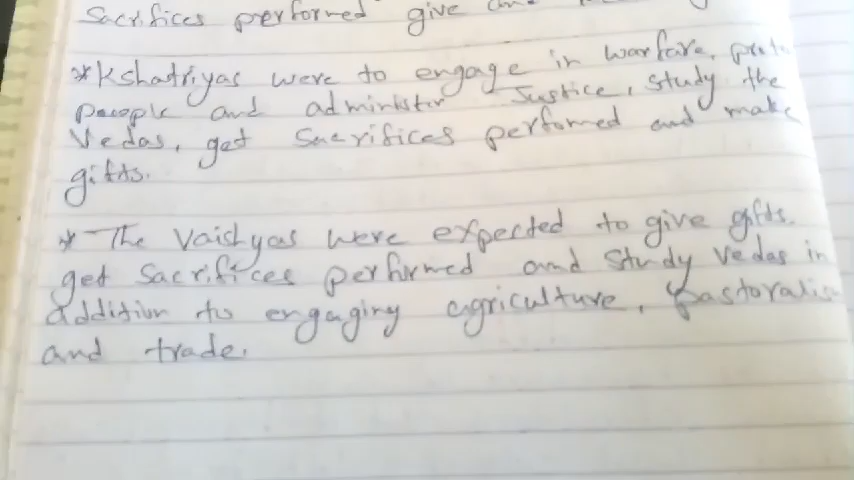 Sacrifices performed give
*Kshatriyas were to engage in warfare, prote
people and administer Justice, study the
Vedas, get Sacrifices performed and make
gifts.
* The Vaishyas were expected to give gifts.
get Sacrifices performed and Study Vedas in
addition to engaging agriculture, pastoralis
and trade.